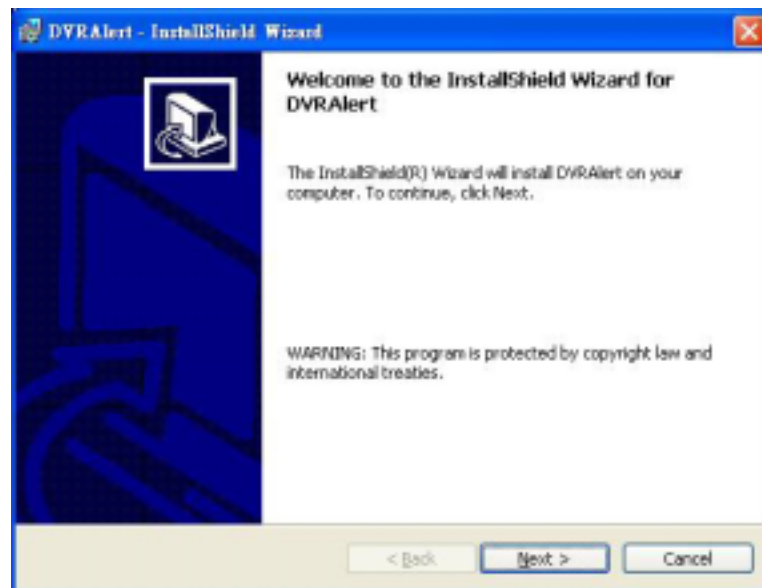 DVRAlert - InstallShield Wizard
Welcome to the InstallShield Wizard for
DVRAlert
The InstallShield(R) Wizard will install DVRAlert on your
computer. To continue, click Next.
WARNING: This program is protected by copyright law and
international treaties.
< Back
Next >
Cancel